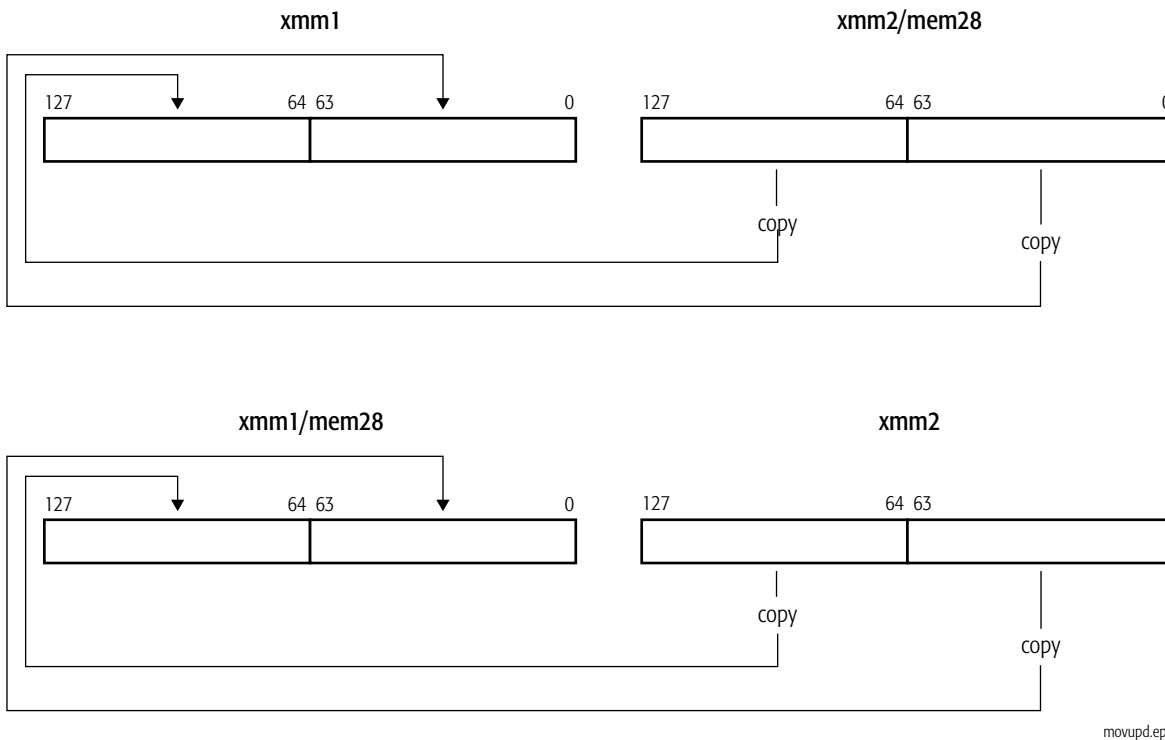 xmm1 xmm2/mem28
127 64 63 0 127 64 63 0
copy
copy
xmm1/mem28 xmm2
127 64 63 0 127 64 63
copy
copy
movupd.ep